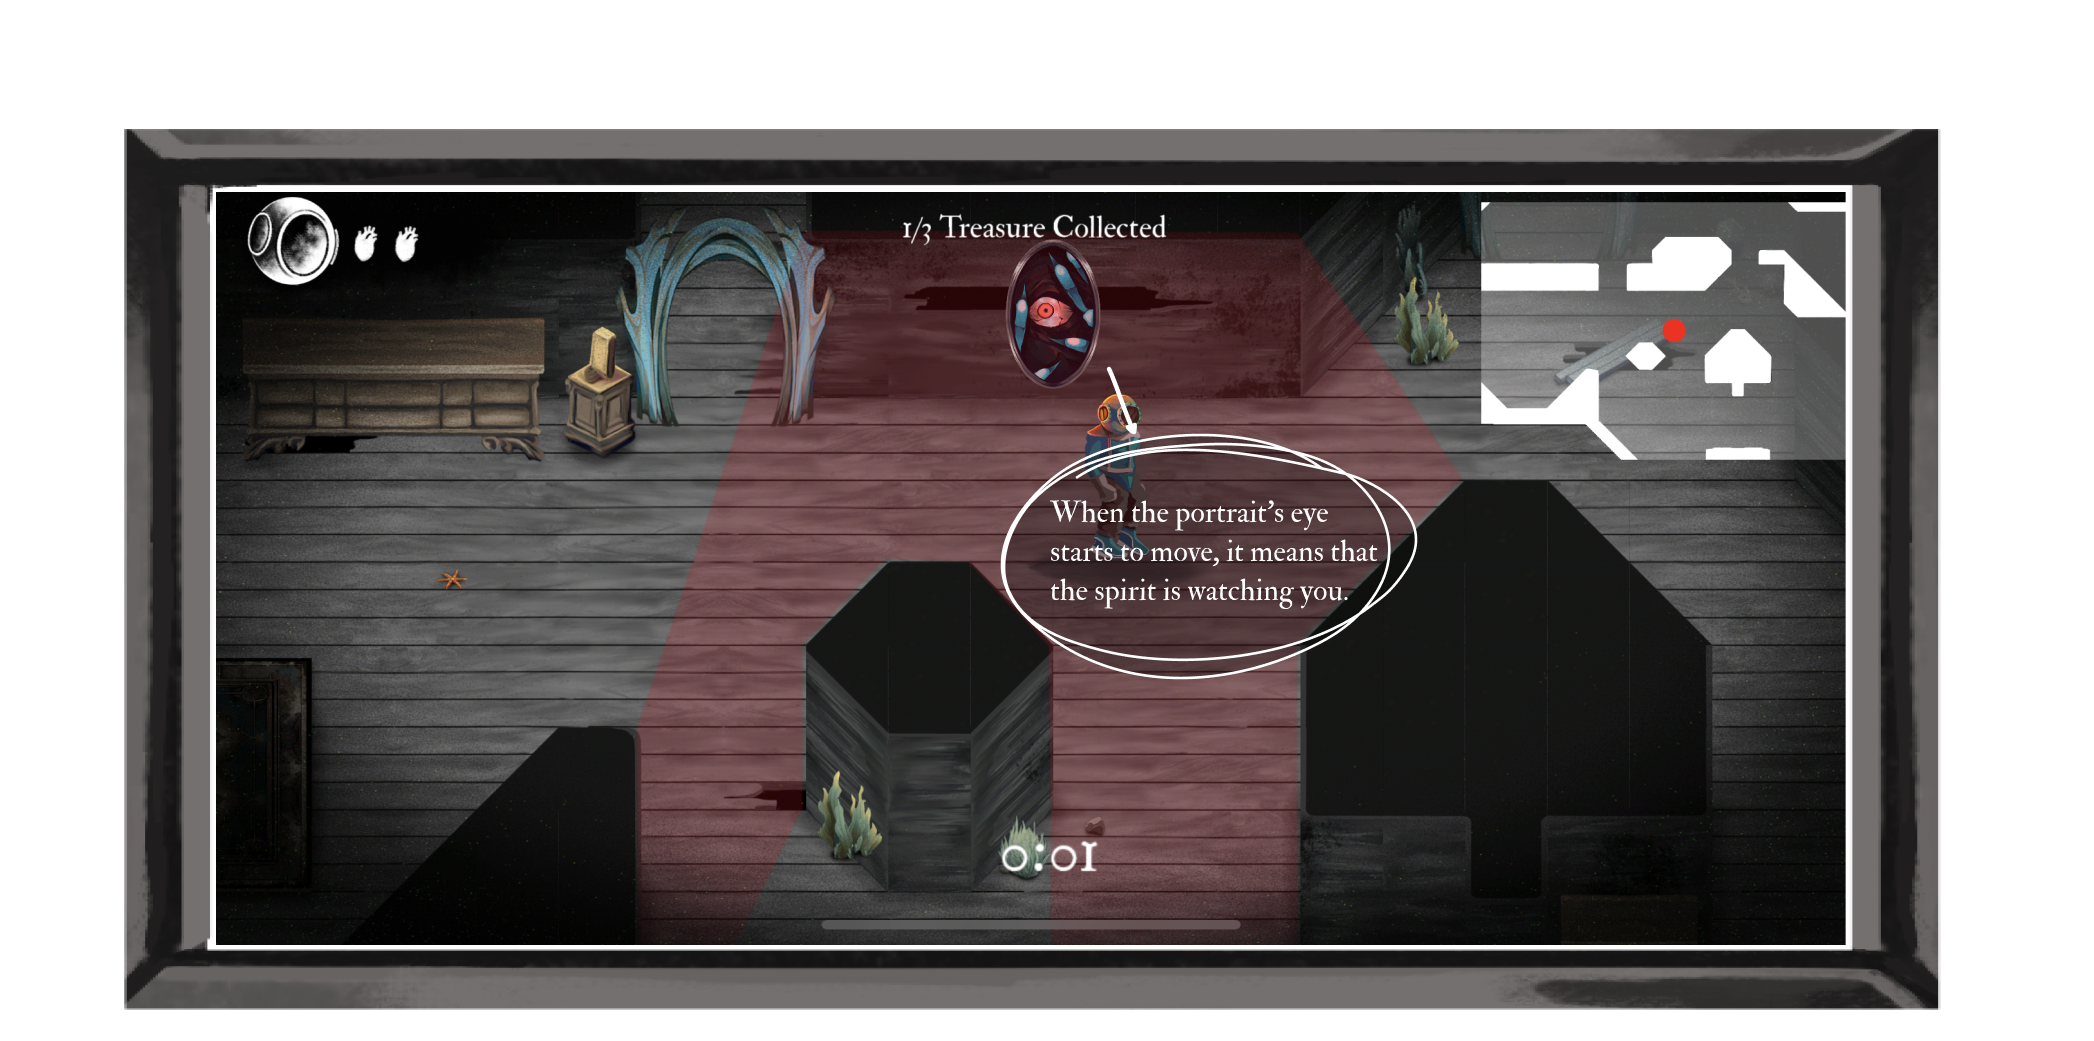 1/3 Treasure Collected
When the portrait's eye
starts to move, it means that
the spirit is watching you.
0:01